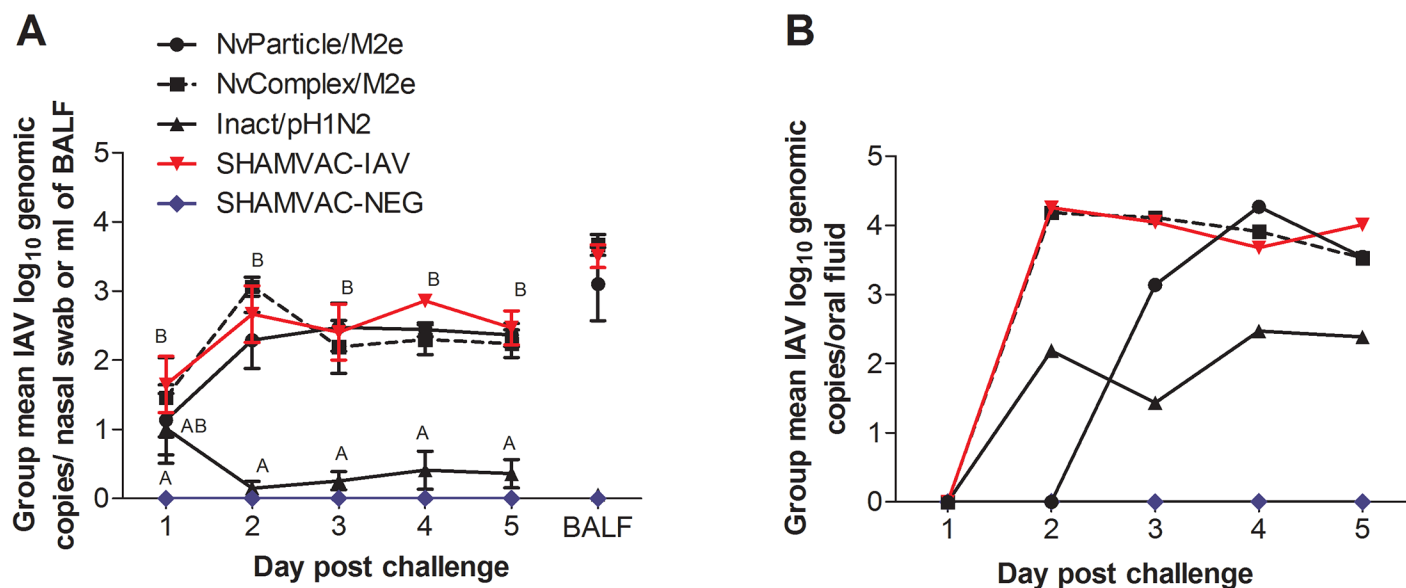 A
NvParticle/M2e
NvComplex/M2e
Inact/pH1N2
SHAMVAC-IAV
SHAMVAC-NEG
Group mean IAV log10 genomic
copies/ nasal swab or ml of BALF
5
4
3
2
1
0
B
B
B
B
B
AB
A
A
A
A
A
1
2
3
4
5
BALF
Day post challenge
B
Group mean IAV log10 genomic
copies/oral fluid
5
4
3
2
1
0
1
2
3
4
5
Day post challenge